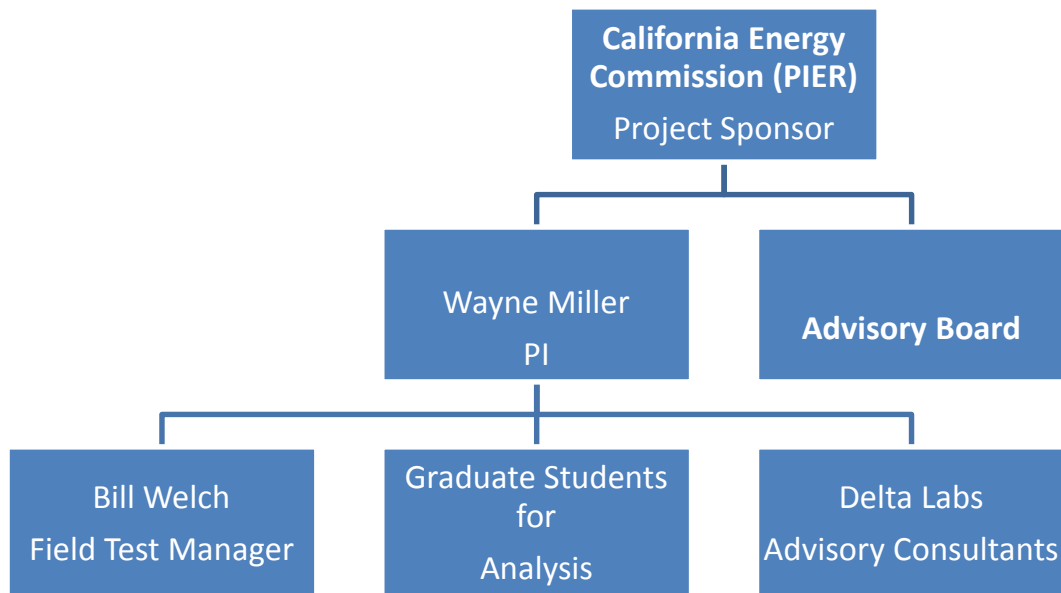 California Energy
Commission (PIER)
Project Sponsor
Wayne Miller
PI
Advisory Board
Bill Welch
Field Test Manager
Graduate Students
for
Analysis
Delta Labs
Advisory Consultants